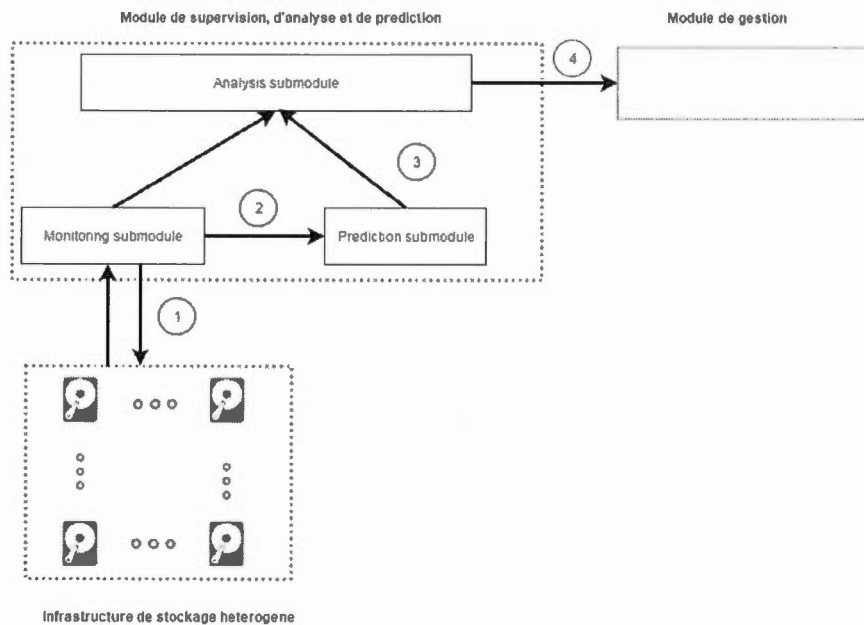 Module de supervision, d'analyse et de prediction
Module de gestion
4
Analysis submodule
3
2
Monitoring submodule
Prediction submodule
1
Infrastructure de stockage heterogene